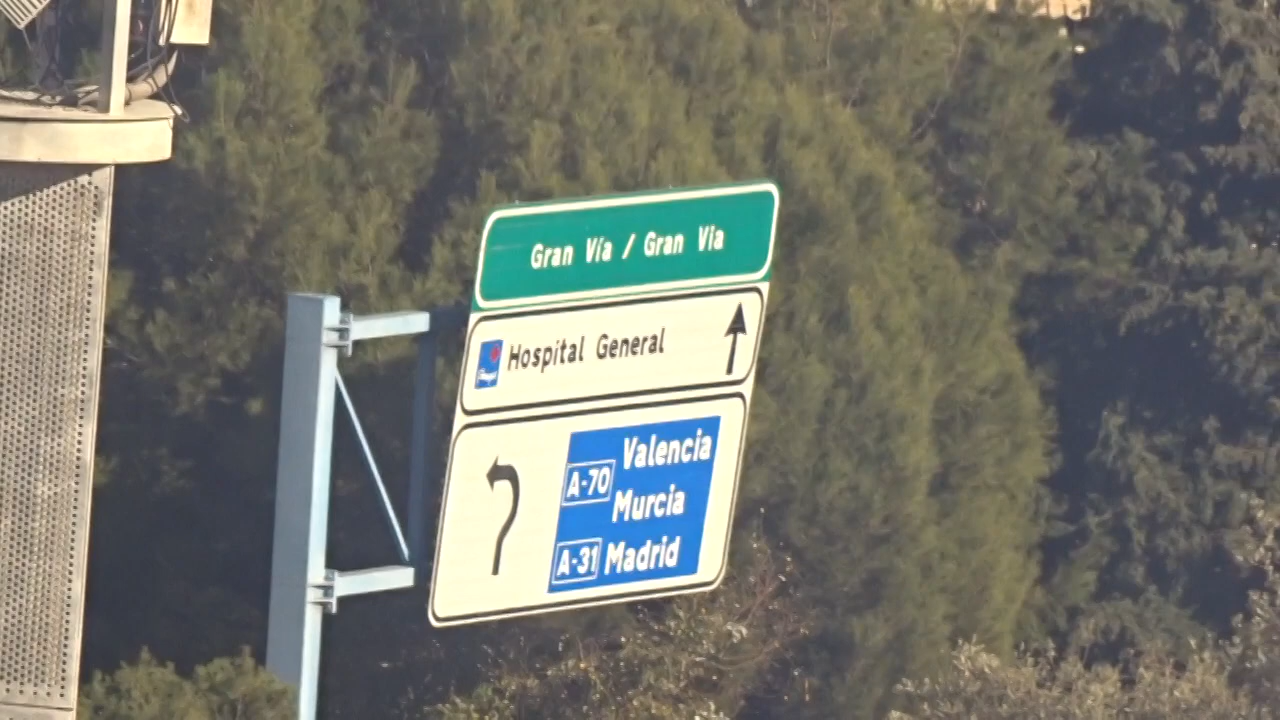 Gran Vía / Gran Via
Hospital General
A-70 Valencia
Murcia
A-31 Madrid